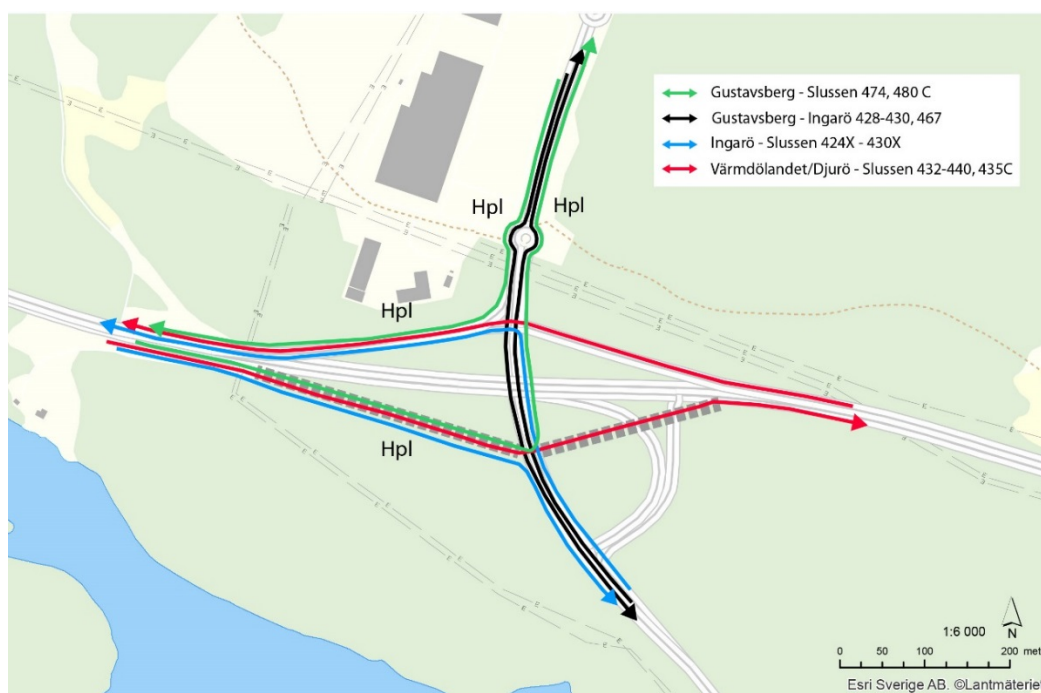 Gustavsberg - Slussen 474, 480 C
Gustavsberg - Ingarö 428-430, 467
Ingarö - Slussen 424X - 430X
Värmdölandet/Djurö - Slussen 432-440, 435C
Hpl
Hpl
Hpl
Hpl
1:6 000
N
0 50 100 200 met
Esri Sverige AB. ©Lantmäteriet